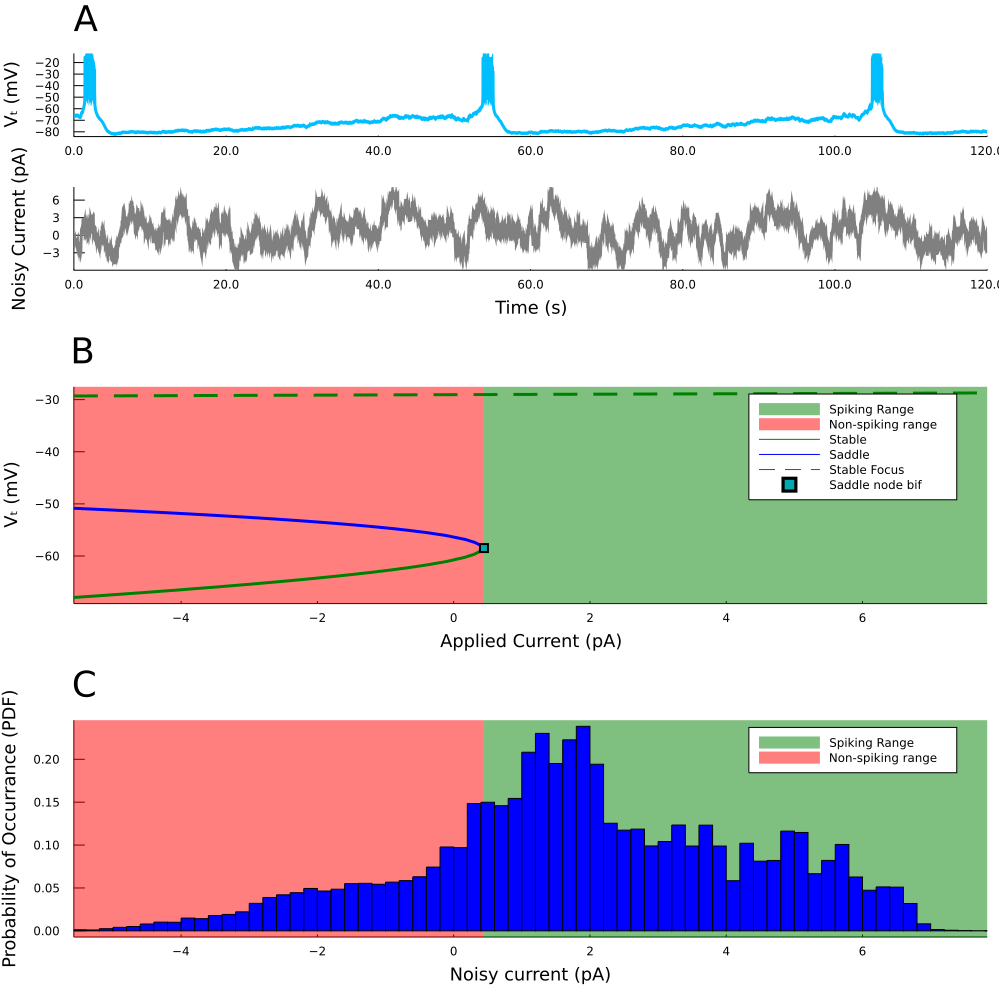 A
Vₜ (mV)
−20
−30
−40
−50
−60
−70
−80
0.0 20.0 40.0 60.0 80.0 100.0 120.0
Noisy Current (pA)
6
3
0
−3
0.0 20.0 40.0 60.0 80.0 100.0 120.0
Time (s)
B
Vₜ (mV)
−30
−40
−50
−60
Spiking Range
Non-spiking range
Stable
Saddle
Stable Focus
Saddle node bif
−4 −2 0 2 4 6
Applied Current (pA)
C
Probability of Occurrance (PDF)
0.20
0.15
0.10
0.05
0.00
Spiking Range
Non-spiking range
−4 −2 0 2 4 6
Noisy current (pA)